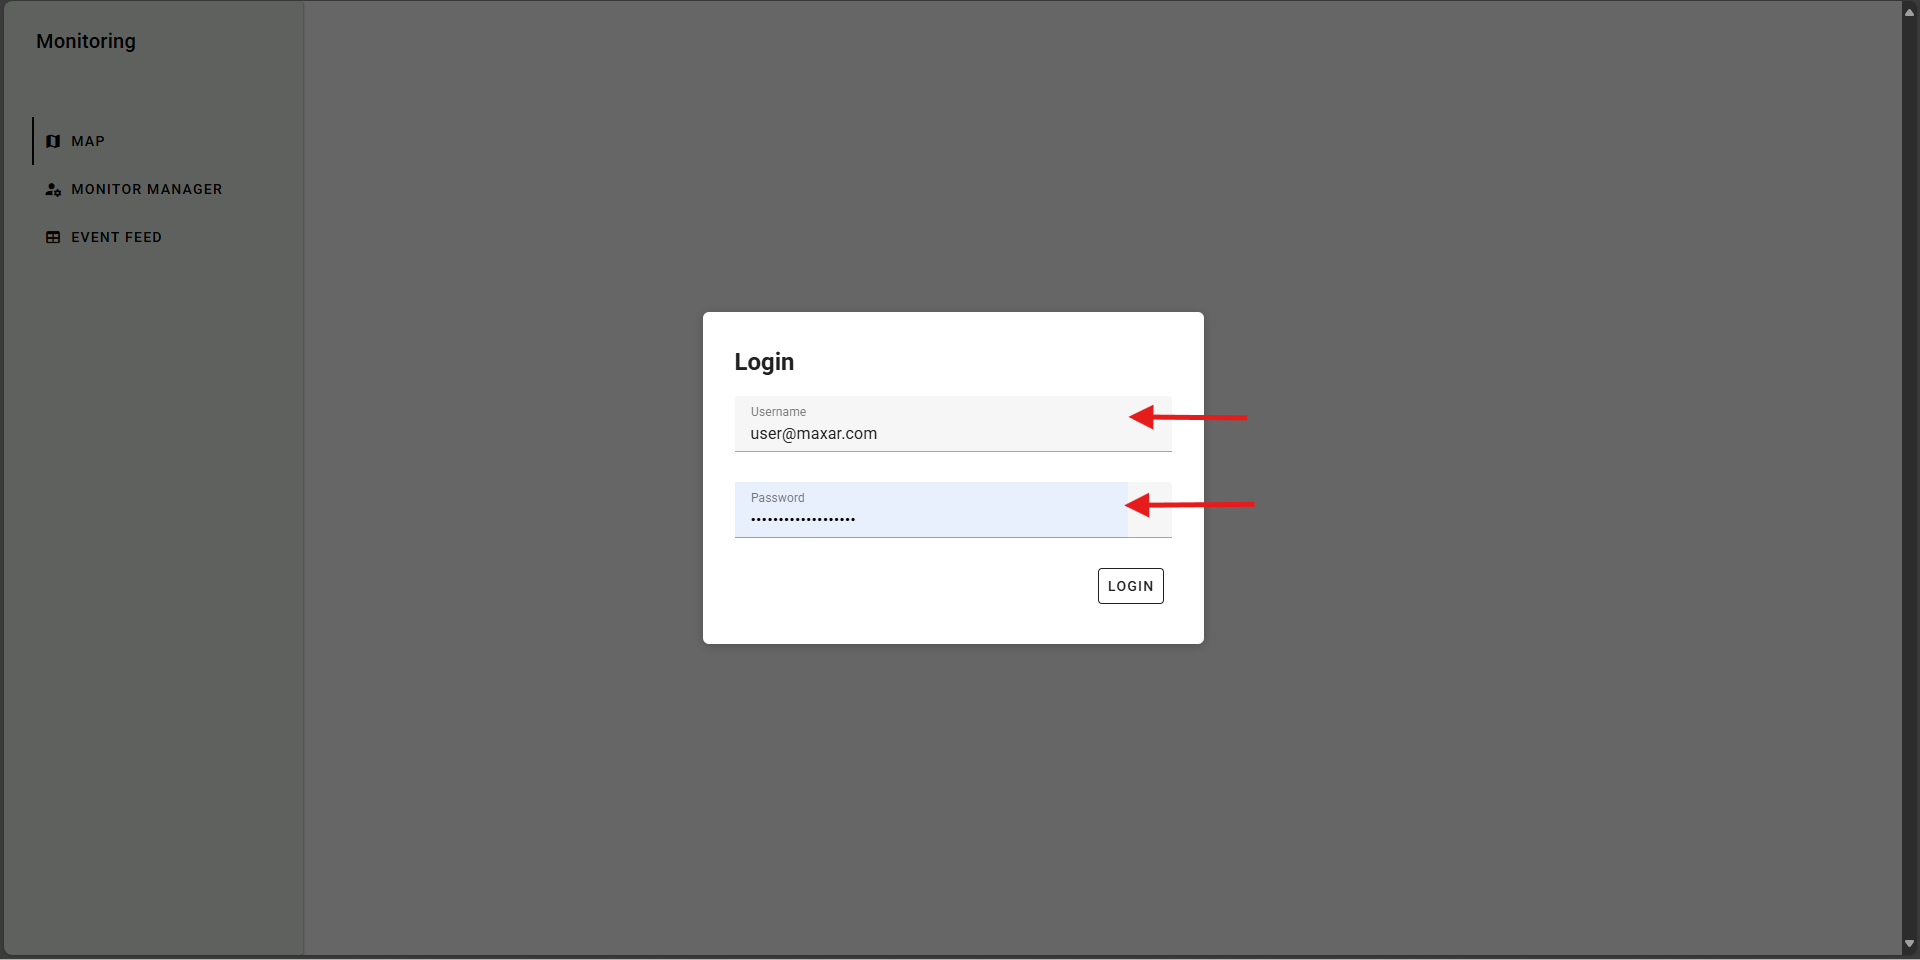 Monitoring
MAP
MONITOR MANAGER
EVENT FEED
Login
Username
user@maxar.com
Password
•••••••••••••••••••
LOGIN